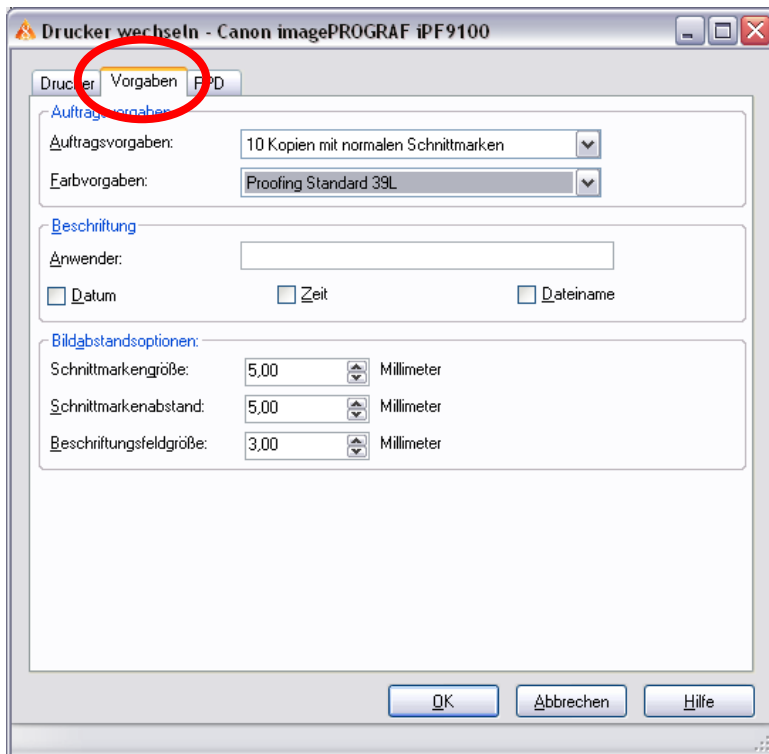 Drucker wechseln - Canon imagePROGRAF iPF9100
Drucker Vorgaben PPD
Auftragsvorgaben
Auftragsvorgaben: 10 Kopien mit normalen Schnittmarken
Farbvorgaben: Proofing Standard 39L
Beschriftung
Anwender:
Datum Zeit Dateiname
Bildabstandsoptionen:
Schnittmarkengröße: 5,00 Millimeter
Schnittmarkenabstand: 5,00 Millimeter
Beschriftungsfeldgröße: 3,00 Millimeter
OK Abbrechen Hilfe